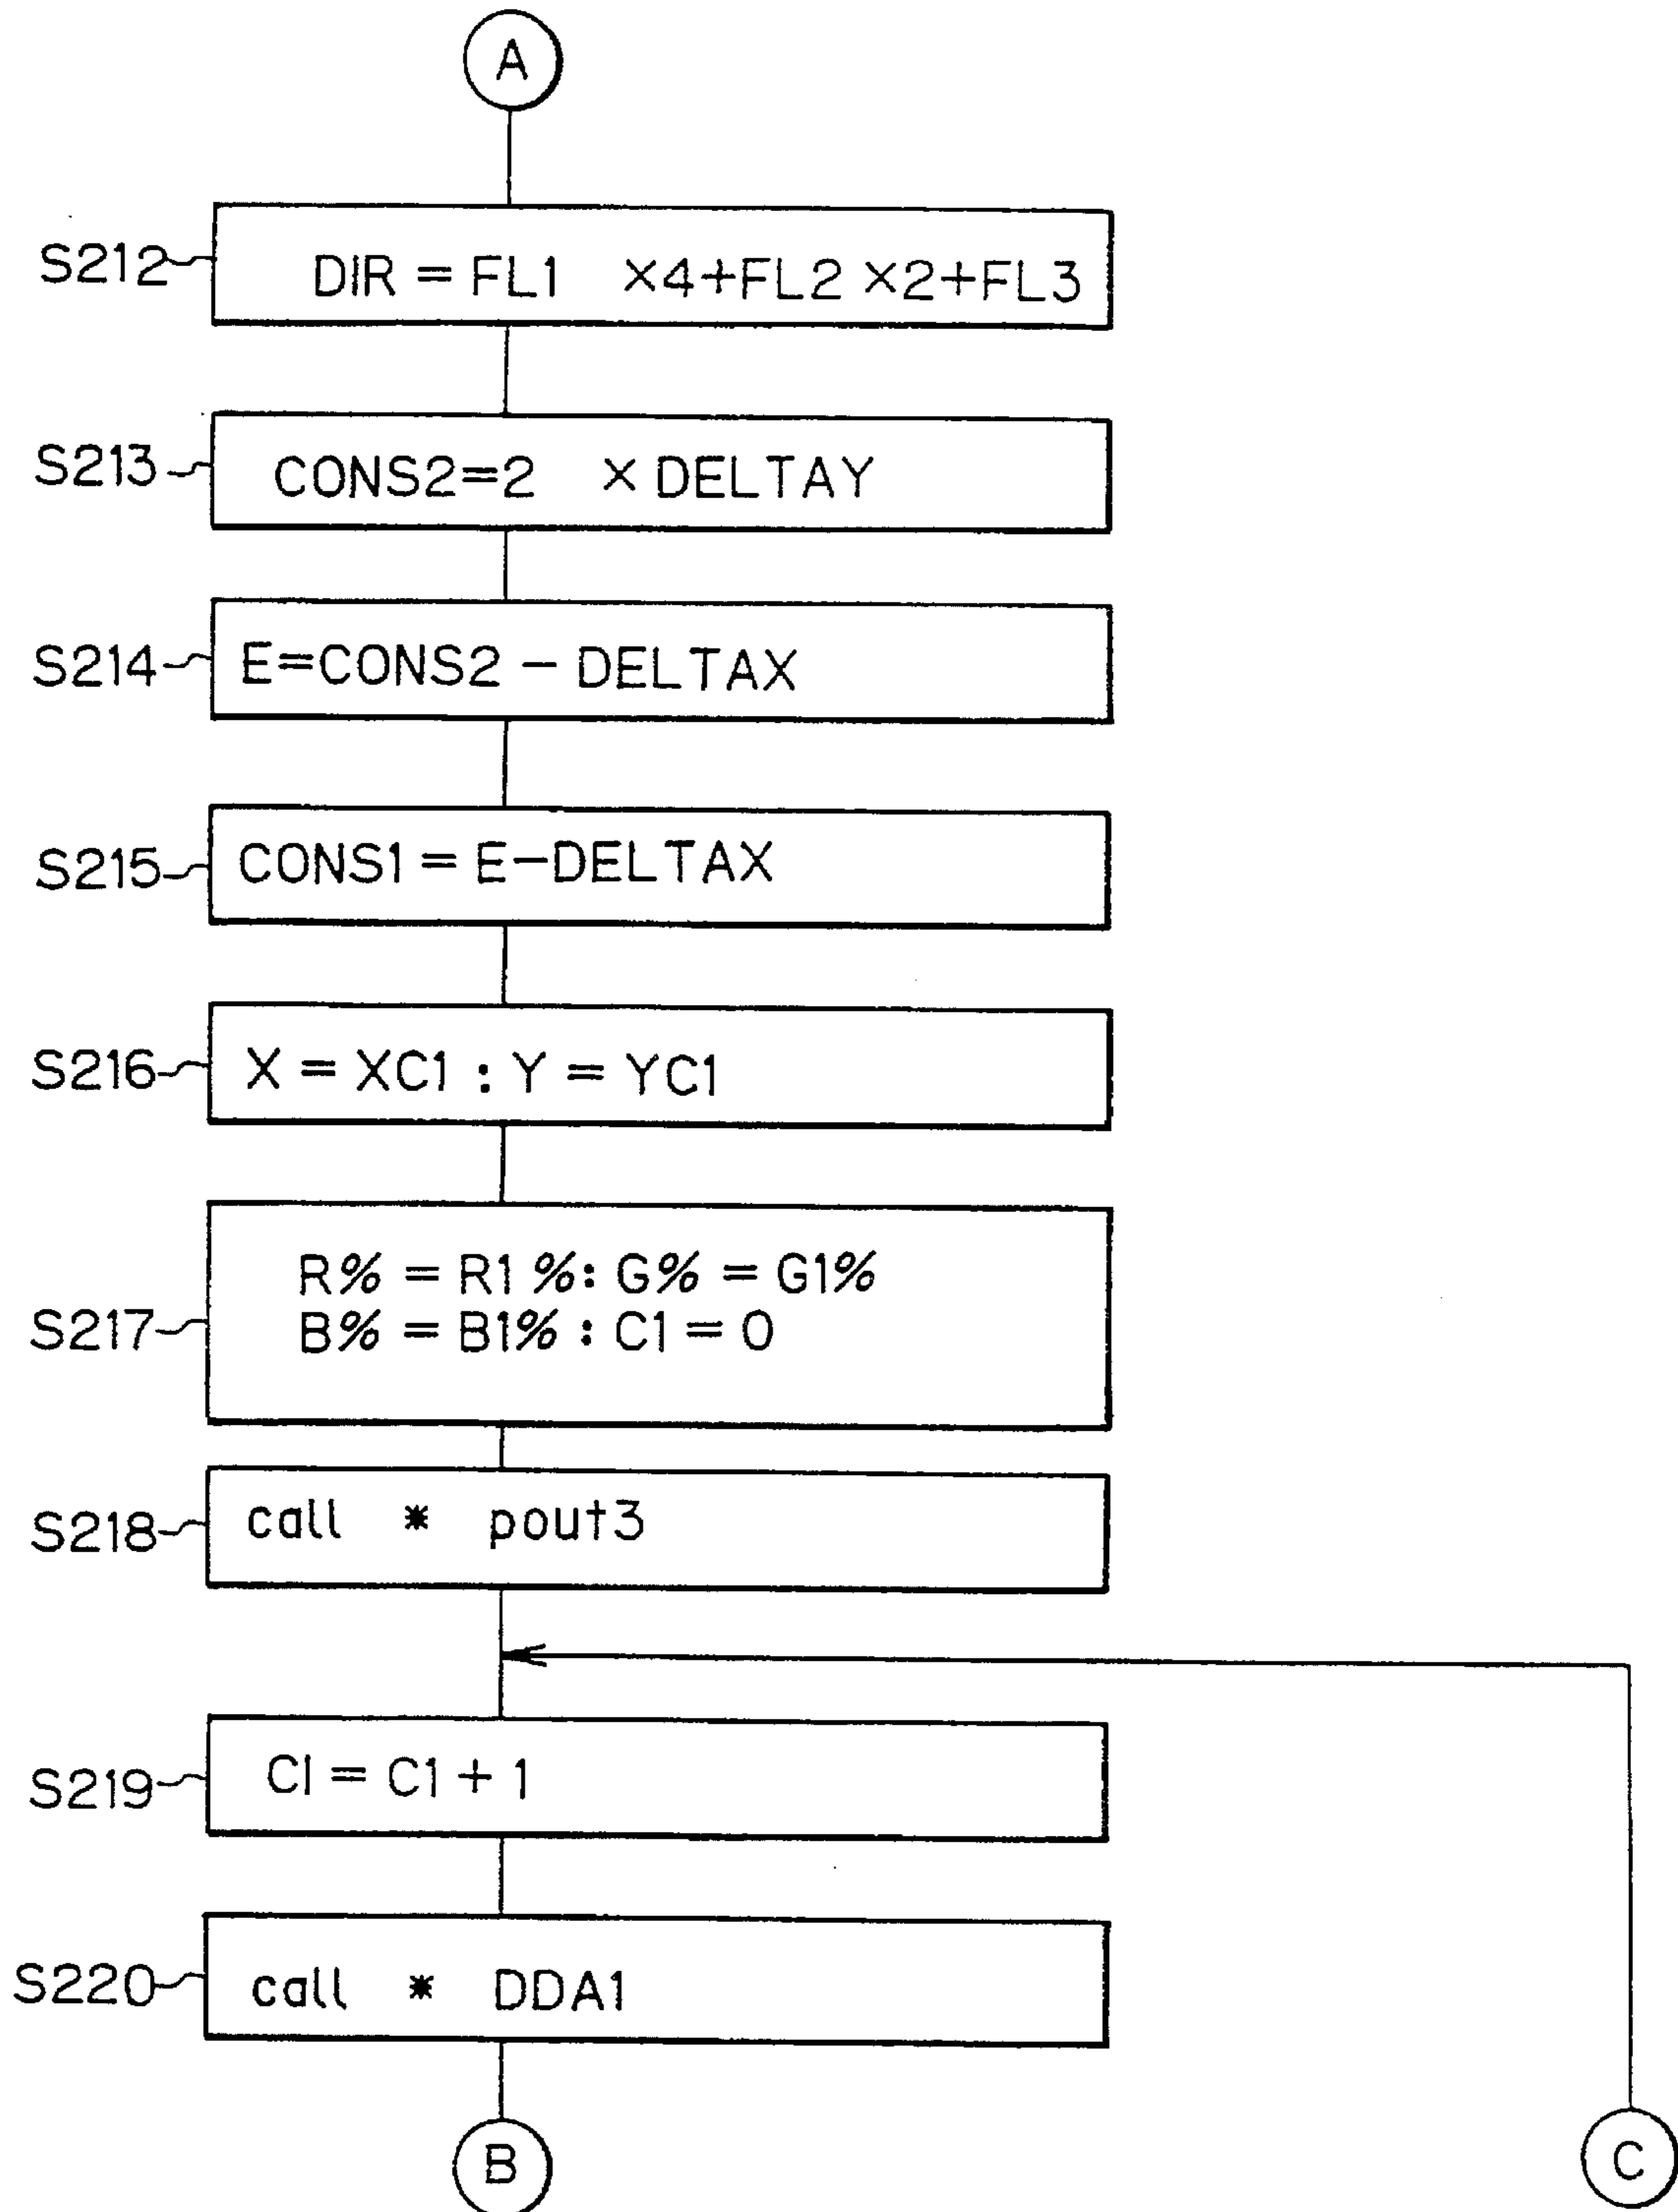 A
S212 DIR = FL1 ×4+FL2 ×2+FL3
S213 CONS2=2 × DELTAY
S214 E=CONS2 - DELTAX
S215 CONS1 = E-DELTAX
S216 X = XC1 : Y = YC1
R% = R1 %: G% = G1%
S217 B% = B1% : C1 = 0
S218 call * pout3
S219 CI = C1 + 1
S220 call * DDA1
B C